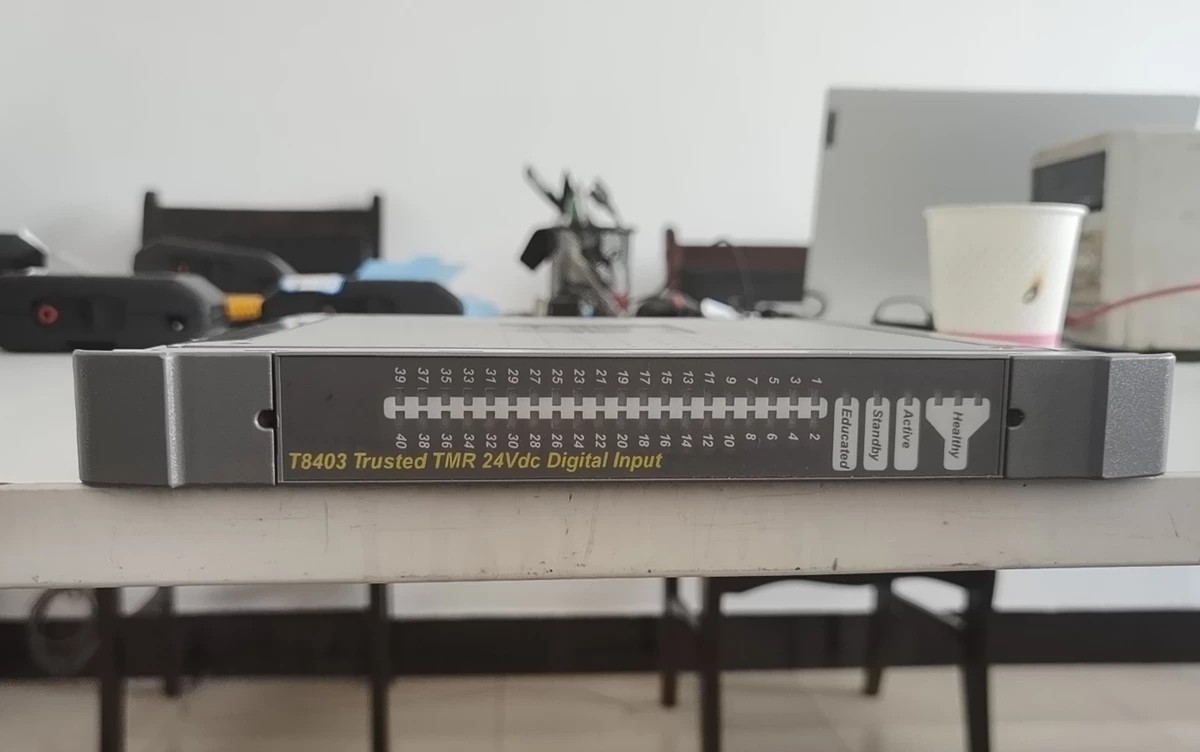 39 37 35 33 31 29 27 25 23 21 19 17 15 13 11 9 7 5 3 1
40 38 36 34 32 30 28 26 24 22 20 18 16 14 12 10 8 6 4 2
Educated
Standby
Active
Healthy
T8403 Trusted TMR 24Vdc Digital Input